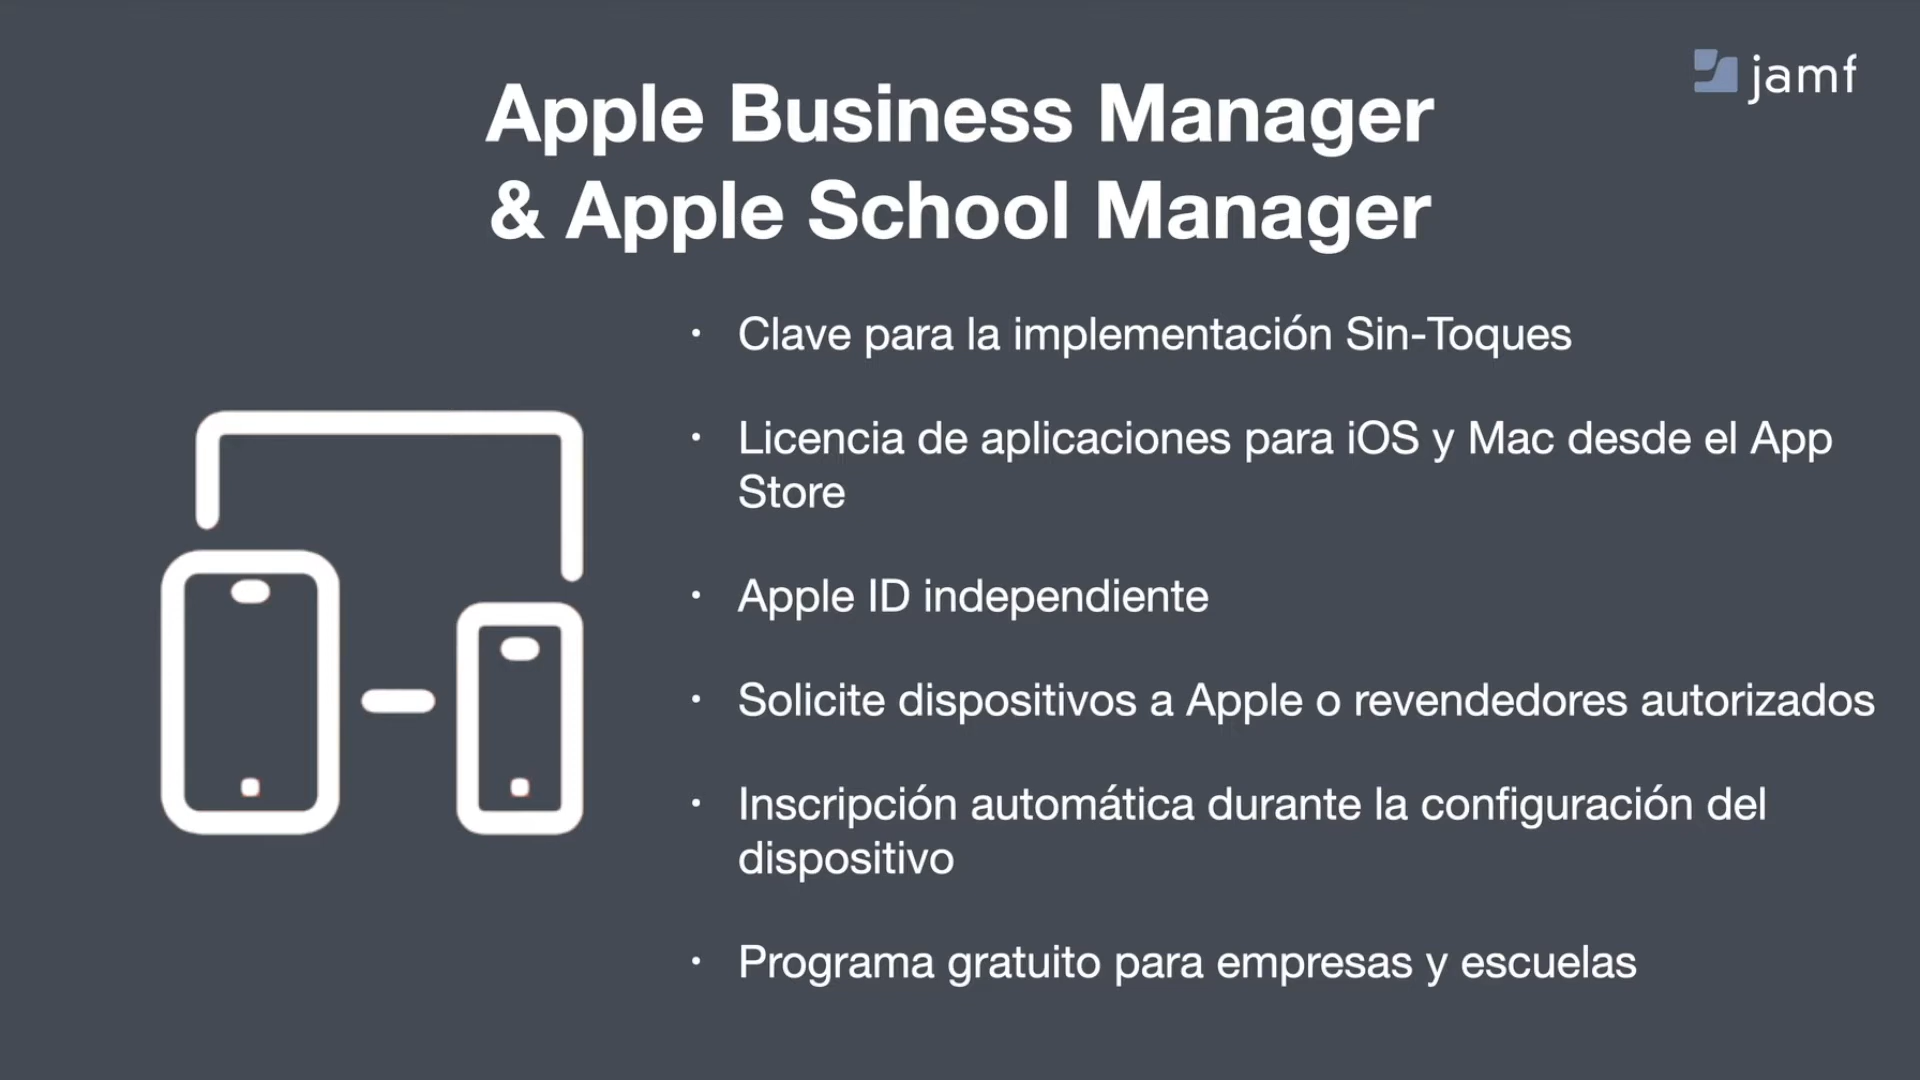 jamf
Apple Business Manager
& Apple School Manager
• Clave para la implementación Sin-Toques
• Licencia de aplicaciones para iOS y Mac desde el App
Store
• Apple ID independiente
• Solicite dispositivos a Apple o revendedores autorizados
• Inscripción automática durante la configuración del
dispositivo
• Programa gratuito para empresas y escuelas